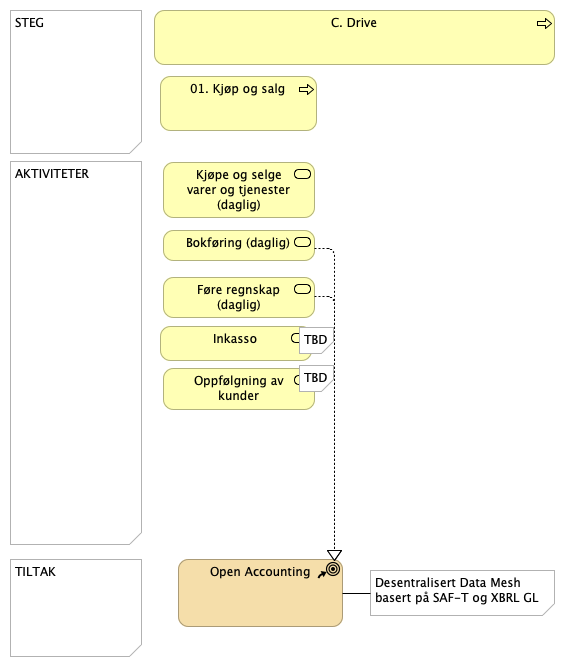 STEG
C. Drive
01. Kjøp og salg
AKTIVITETER
Kjøpe og selge
varer og tjenester
(daglig)
Bokføring (daglig)
Føre regnskap
(daglig)
Inkasso
TBD
Oppfølgning av
kunder
TBD
TILTAK
Open Accounting
Desentralisert Data Mesh
basert på SAF-T og XBRL GL